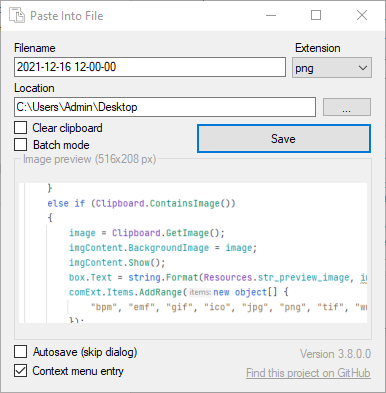 Paste Into File
Filename
Extension
2021-12-16 12-00-00
png
Location
C:\Users\Admin\Desktop
...
Clear clipboard
Save
Batch mode
Image preview (516x208 px)
}
else if (Clipboard.ContainsImage())
{
image = Clipboard.GetImage();
imgContent.BackgroundImage = image;
imgContent.Show();
box.Text = string.Format(Resources.str_preview_image,
comExt.Items.AddRange( items: new object[] {
"bpm", "emf", "gif", "ico", "jpg", "png", "tif",
});
Autosave (skip dialog)
Version 3.8.0.0
Context menu entry
Find this project on GitHub